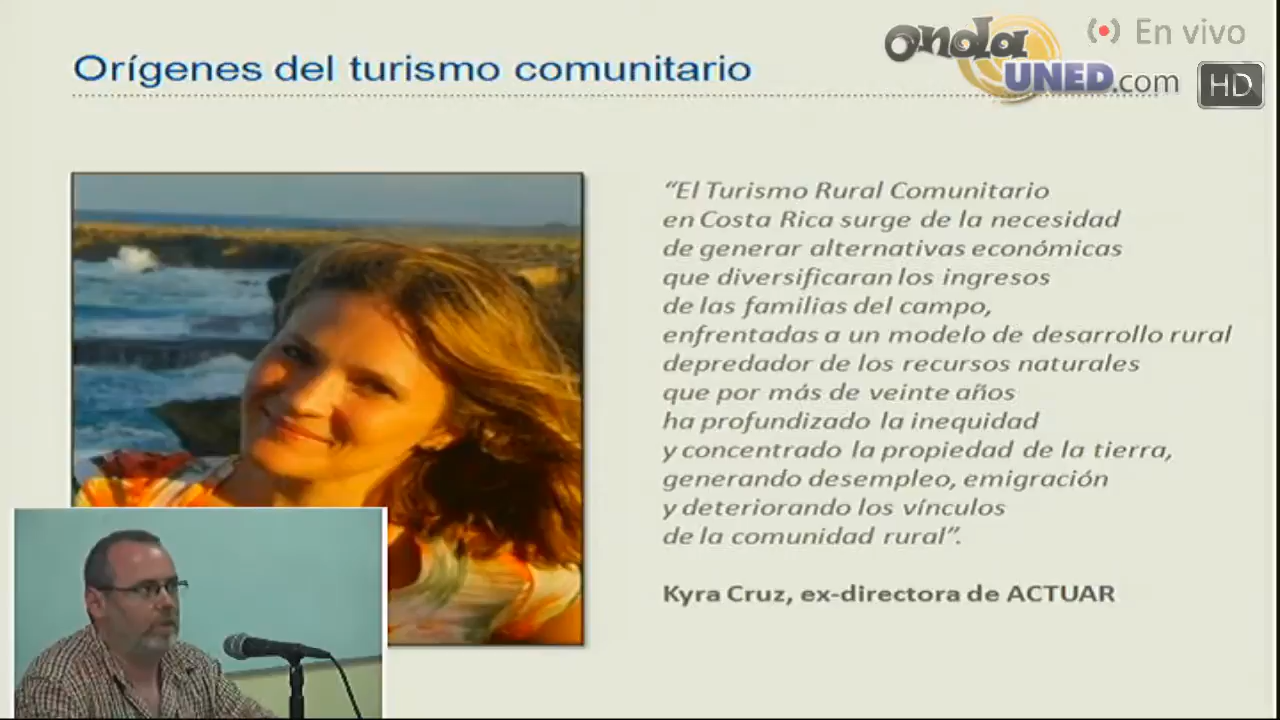 Orígenes del turismo comunitario
onda
UNED.com
En vivo
HD
“El Turismo Rural Comunitario
en Costa Rica surge de la necesidad
de generar alternativas económicas
que diversificaran los ingresos
de las familias del campo,
enfrentadas a un modelo de desarrollo rural
depredador de los recursos naturales
que por más de veinte años
ha profundizado la inequidad
y concentrado la propiedad de la tierra,
generando desempleo, emigración
y deteriorando los vínculos
de la comunidad rural”.
Kyra Cruz, ex-directora de ACTUAR